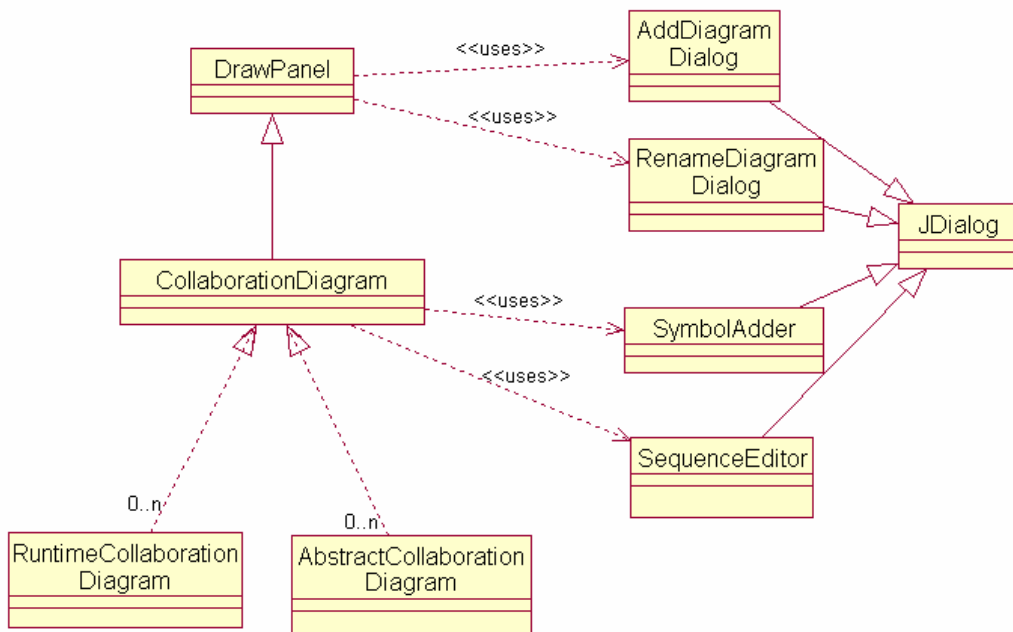 AddDiagram
Dialog
<<uses>>
DrawPanel
<<uses>>
RenameDiagram
Dialog
JDialog
CollaborationDiagram
<<uses>>
SymbolAdder
<<uses>>
SequenceEditor
0..n
0..n
RuntimeCollaboration
Diagram
AbstractCollaboration
Diagram